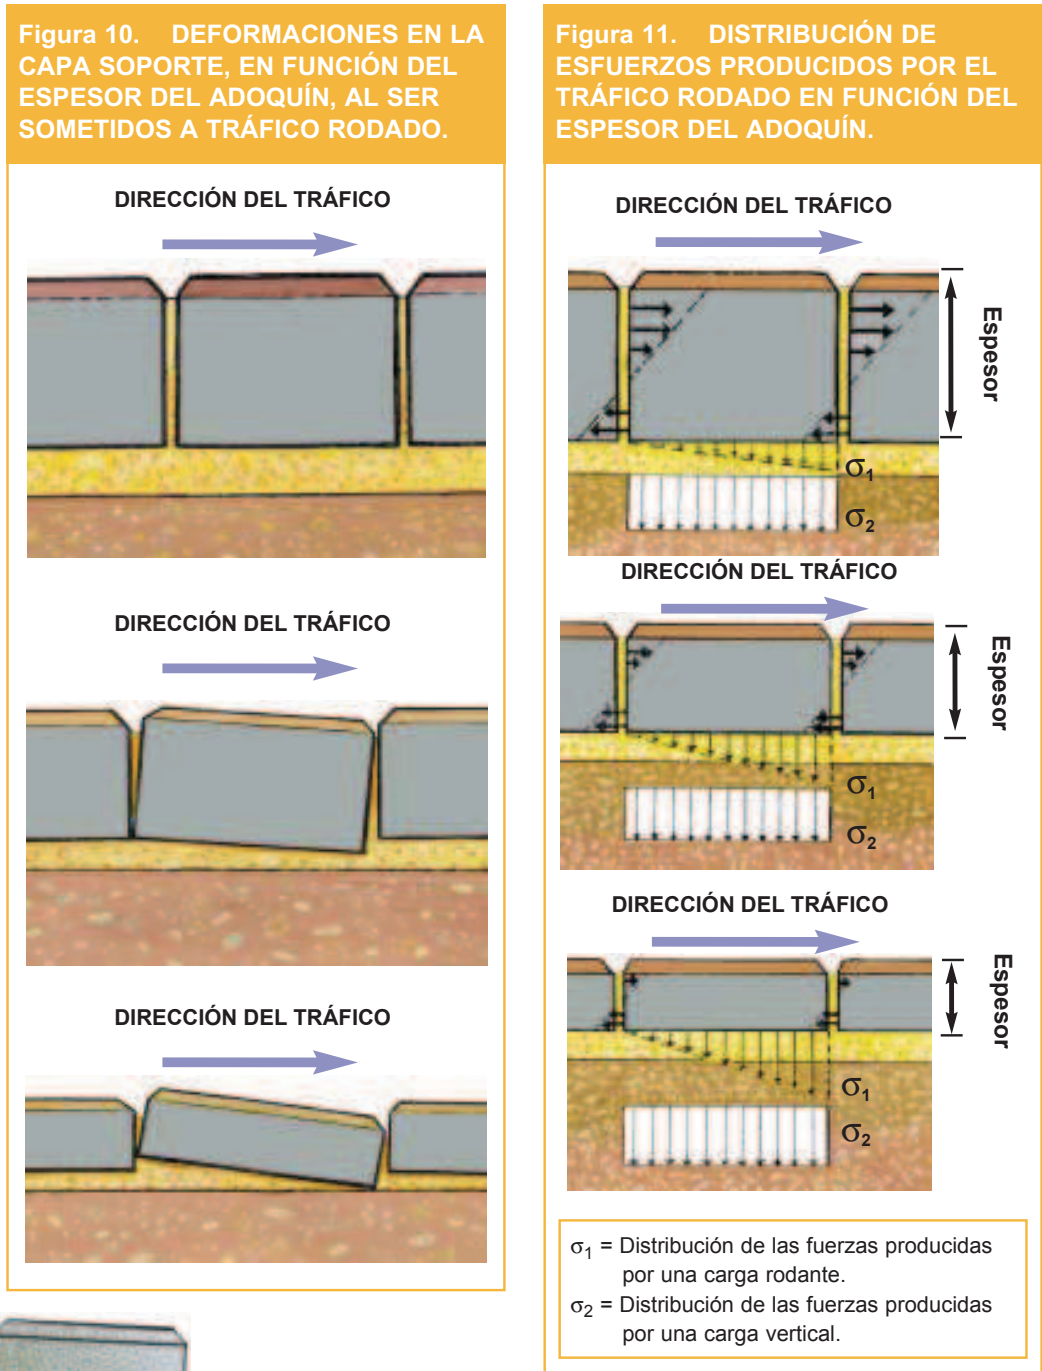 Figura 10. DEFORMACIONES EN LA
CAPA SOPORTE, EN FUNCIÓN DEL
ESPESOR DEL ADOQUÍN, AL SER
SOMETIDOS A TRÁFICO RODADO.
DIRECCIÓN DEL TRÁFICO
DIRECCIÓN DEL TRÁFICO
DIRECCIÓN DEL TRÁFICO
Figura 11. DISTRIBUCIÓN DE
ESFUERZOS PRODUCIDOS POR EL
TRÁFICO RODADO EN FUNCIÓN DEL
ESPESOR DEL ADOQUÍN.
DIRECCIÓN DEL TRÁFICO
Espesor
σ1
σ2
DIRECCIÓN DEL TRÁFICO
Espesor
σ1
σ2
DIRECCIÓN DEL TRÁFICO
Espesor
σ1
σ2
σ1 = Distribución de las fuerzas producidas
por una carga rodante.
σ2 = Distribución de las fuerzas producidas
por una carga vertical.